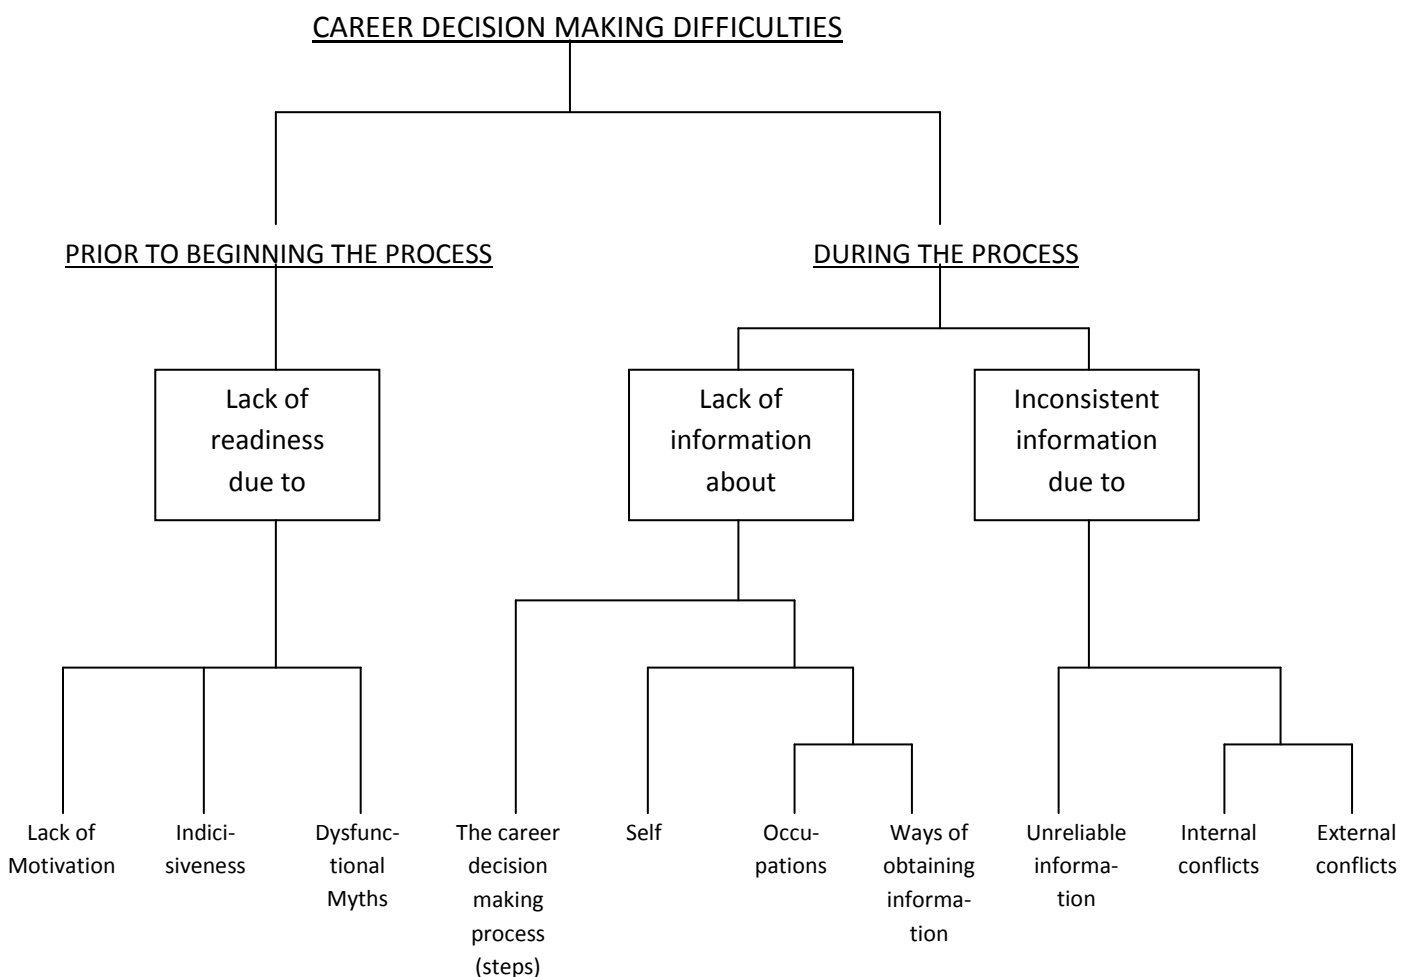 CAREER DECISION MAKING DIFFICULTIES
PRIOR TO BEGINNING THE PROCESS
DURING THE PROCESS
Lack of
readiness
due to
Lack of
information
about
Inconsistent
information
due to
Lack of
Motivation
Indici-
siveness
Dysfunc-
tional
Myths
The career
decision
making
process
(steps)
Self
Occu-
pations
Ways of
obtaining
informa-
tion
Unreliable
informa-
tion
Internal
conflicts
External
conflicts